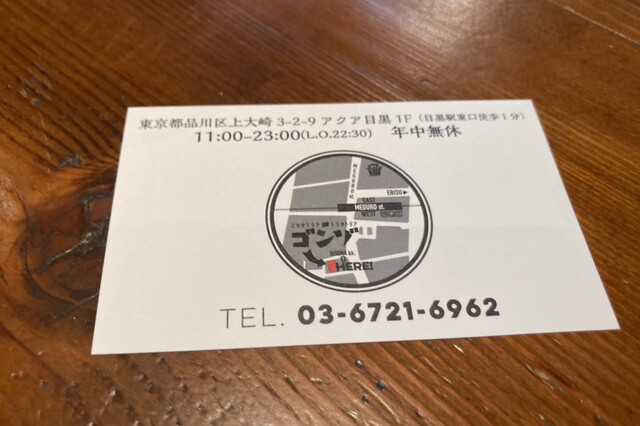 東京都品川区上大崎 3-2-9 アクア目黒 1F (目黒駅東口徒歩1分)
11:00-23:00(L.O.22:30) 年中無休
EBISU▶
EAST
MEGURO st.
WEST
ゴンゾ
HERE!
TEL. 03-6721-6962